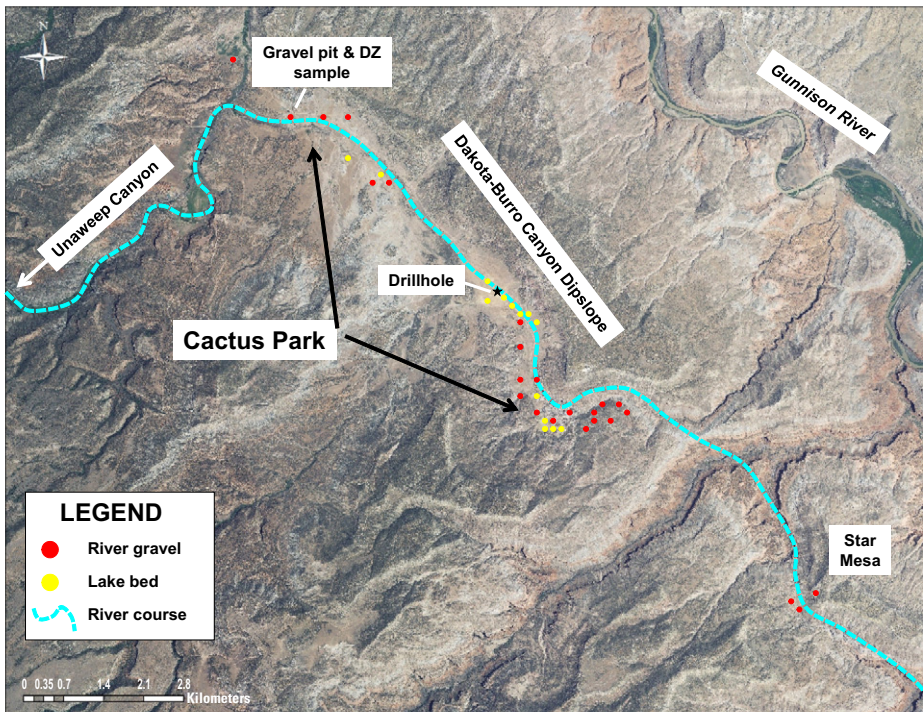 Gravel pit & DZ
sample
Gunnison River
Unaweep Canyon
Dakota-Burro Canyon Dipslope
Drillhole
Cactus Park
LEGEND
River gravel
Lake bed
River course
Star
Mesa
0 0.35 0.7 1.4 2.1 2.8
Kilometers